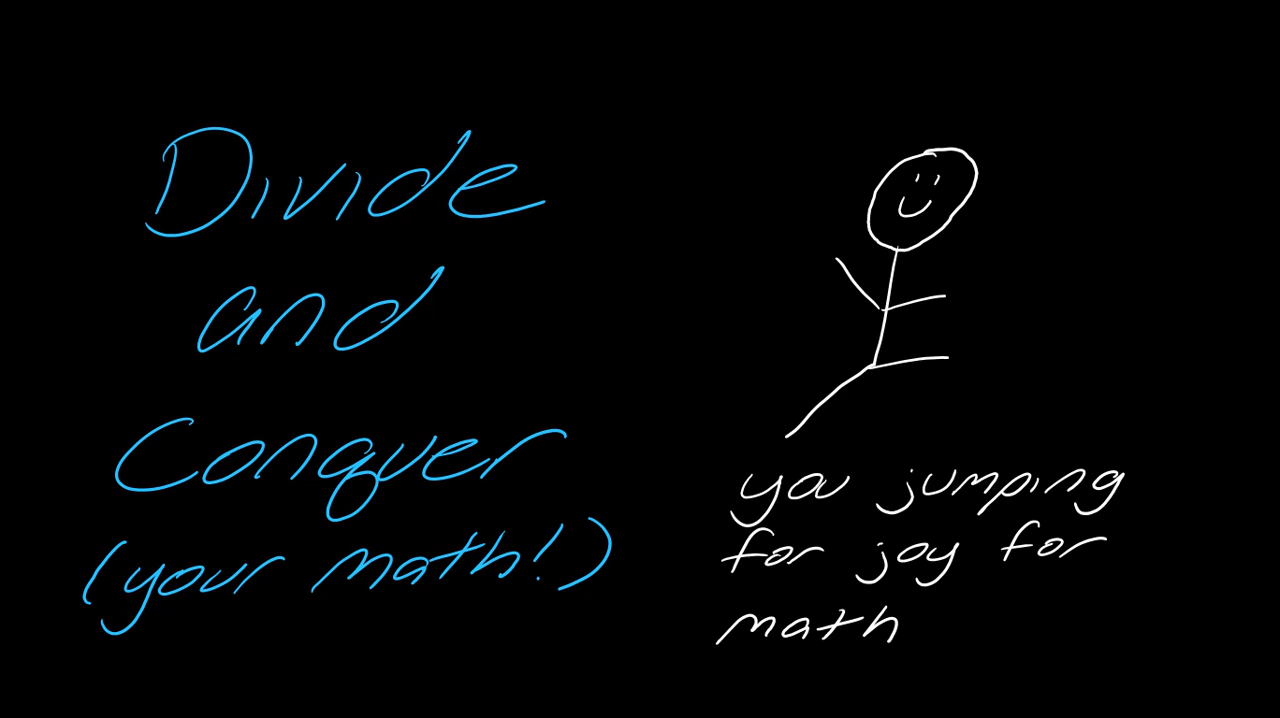 Divide
and
Conquer
(your math!)
you jumping
for joy for
math